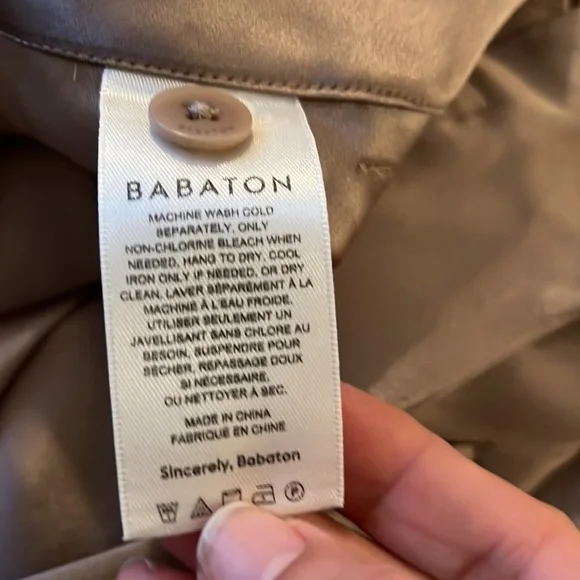 BABATON
MACHINE WASH COLD
SEPARATELY, ONLY
NON-CHLORINE BLEACH WHEN
NEEDED, HANG TO DRY, COOL
IRON ONLY IF NEEDED, OR DRY
CLEAN. LAVER SÉPARÉMENT À LA
MACHINE À L'EAU FROIDE.
UTILISER SEULEMENT UN
JAVELLISANT SANS CHLORE AU
BESOIN, SUSPENDRE POUR
SÉCHER, REPASSAGE DOUX
SI NÉCESSAIRE,
OU NETTOYER À SEC.
MADE IN CHINA
FABRIQUÉ EN CHINE
Sincerely, Babaton
P